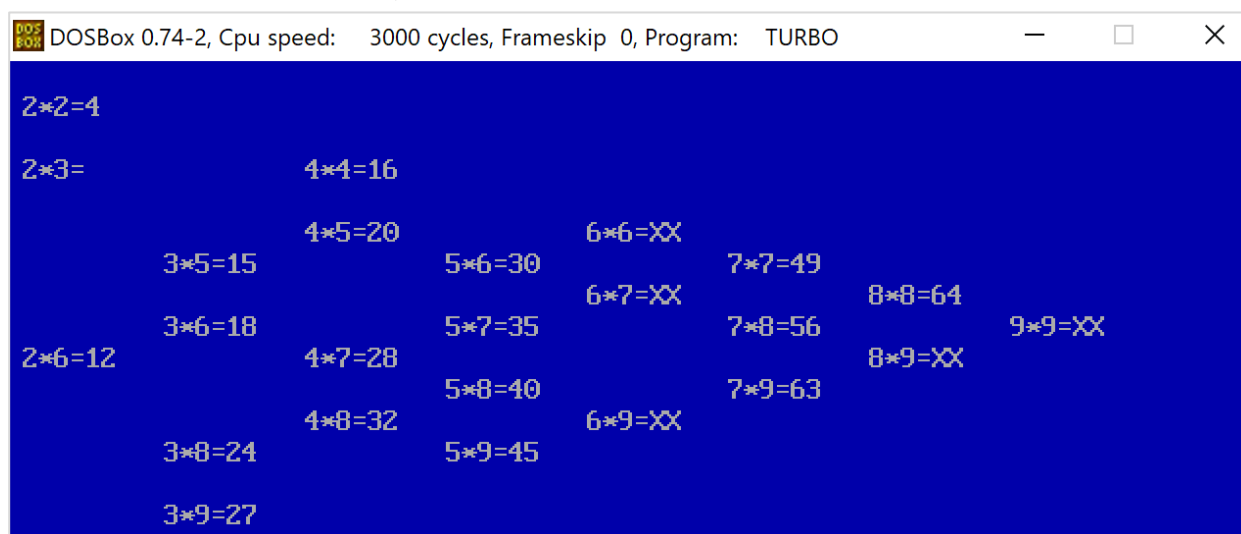 DOS BOX DOSBox 0.74-2, Cpu speed: 3000 cycles, Frameskip 0, Program: TURBO
2*2=4
2*3= 4*4=16
4*5=20 6*6=XX
3*5=15 5*6=30 7*7=49
6*7=XX 8*8=64
3*6=18 5*7=35 7*8=56 9*9=XX
2*6=12 4*7=28 8*9=XX
5*8=40 7*9=63
4*8=32 6*9=XX
3*8=24 5*9=45
3*9=27